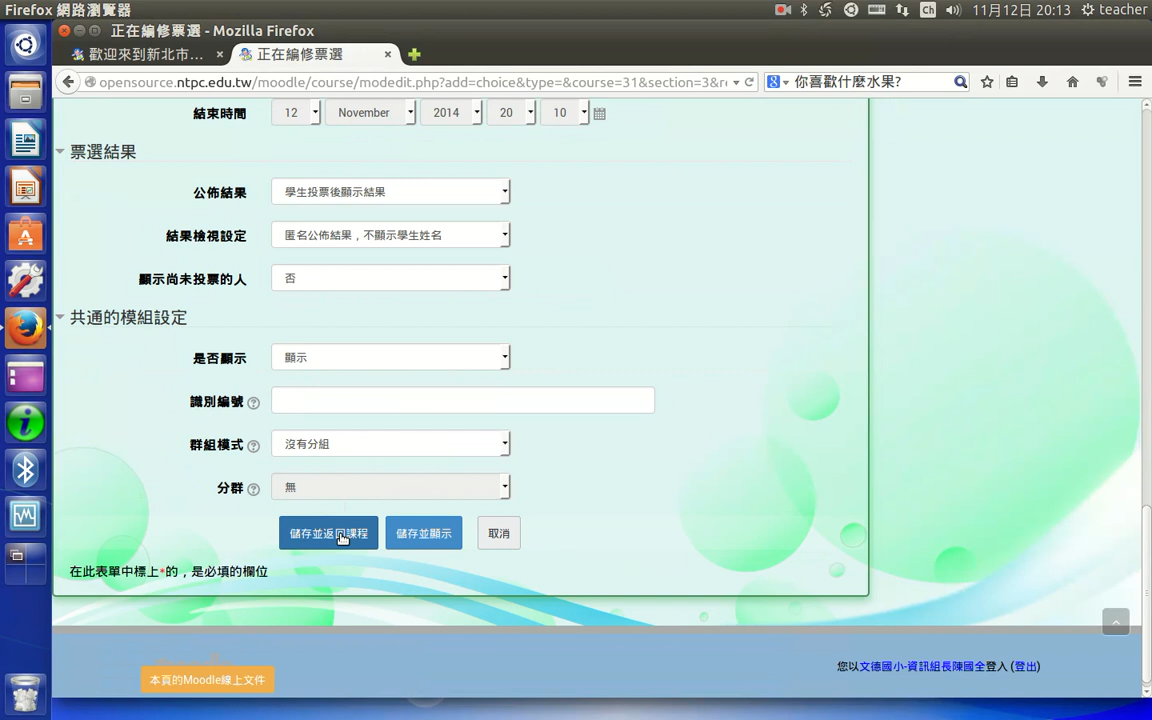 Firefox 網路瀏覽器
Ch
11月12日 20:13
teacher
正在編修票選 - Mozilla Firefox
歡迎來到新北市...
正在編修票選
opensource.ntpc.edu.tw/moodle/course/modedit.php?add=choice&type=&course=31&section=3&r
你喜歡什麼水果?
結束時間
12 November 2014 20 10
票選結果
公佈結果 學生投票後顯示結果
結果檢視設定 匿名公佈結果，不顯示學生姓名
顯示尚未投票的人 否
共通的模組設定
是否顯示 顯示
識別編號
群組模式 沒有分組
分群 無
儲存並返回課程 儲存並顯示 取消
在此表單中標上*的，是必填的欄位
您以文德國小-資訊組長陳國全登入 (登出)
本頁的Moodle線上文件